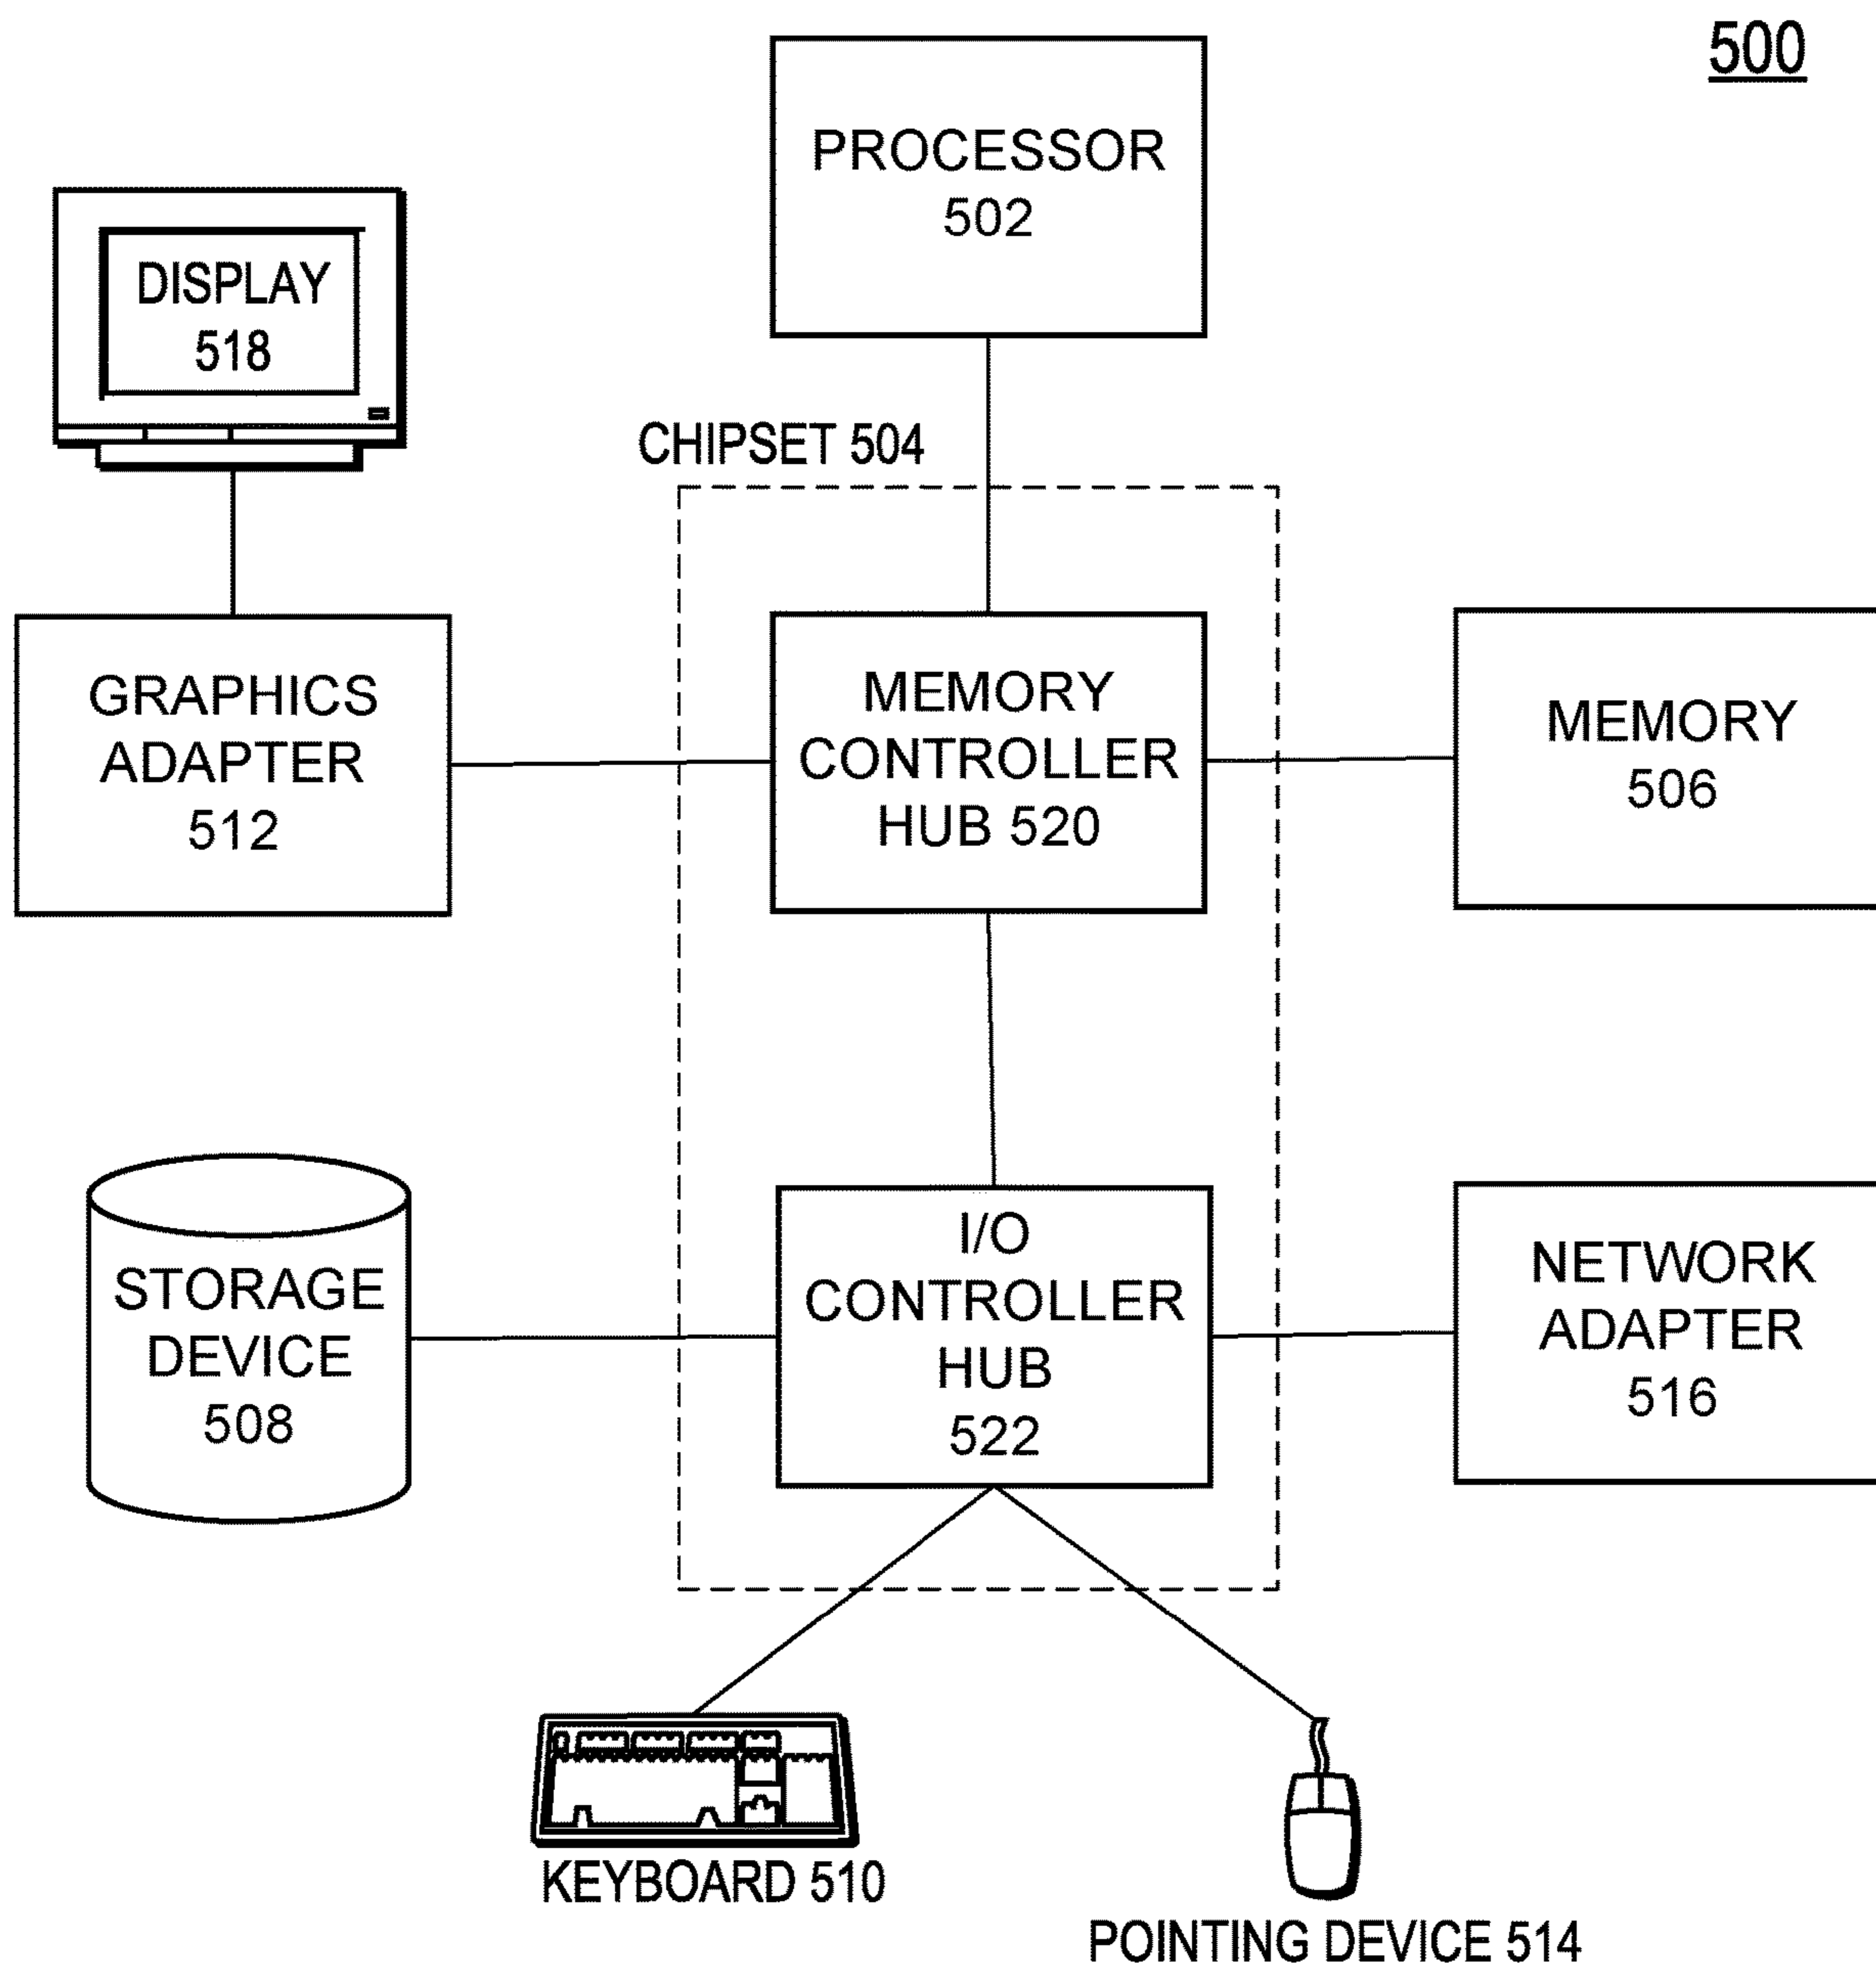 500
PROCESSOR
502
DISPLAY
518
CHIPSET 504
GRAPHICS
ADAPTER
512
MEMORY
CONTROLLER
HUB 520
MEMORY
506
STORAGE
DEVICE
508
I/O
CONTROLLER
HUB
522
NETWORK
ADAPTER
516
KEYBOARD 510
POINTING DEVICE 514